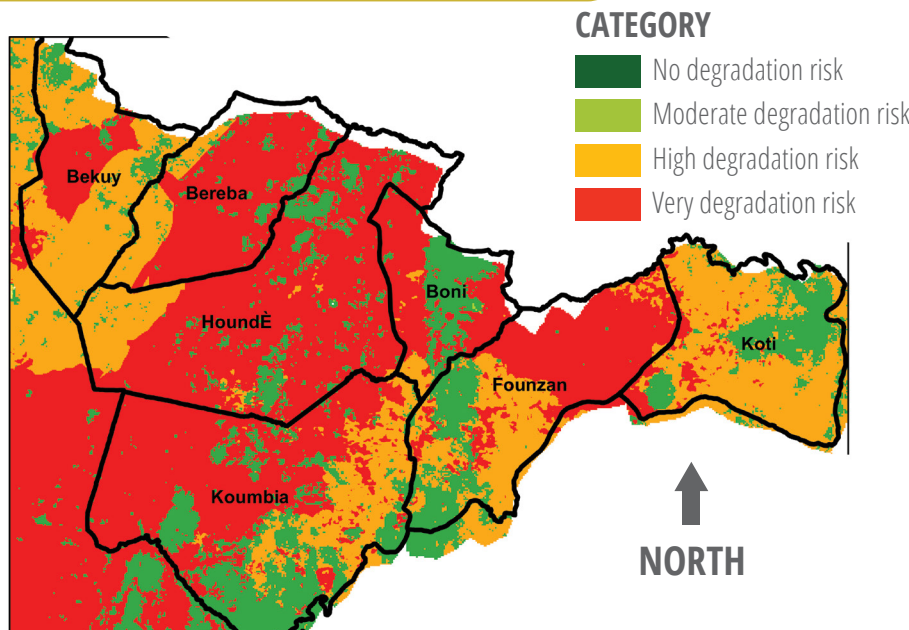 CATEGORY
No degradation risk
Moderate degradation risk
High degradation risk
Very degradation risk
Bekuy
Bereba
HoundÈ
Boni
Founzan
Koti
Koumbia
NORTH